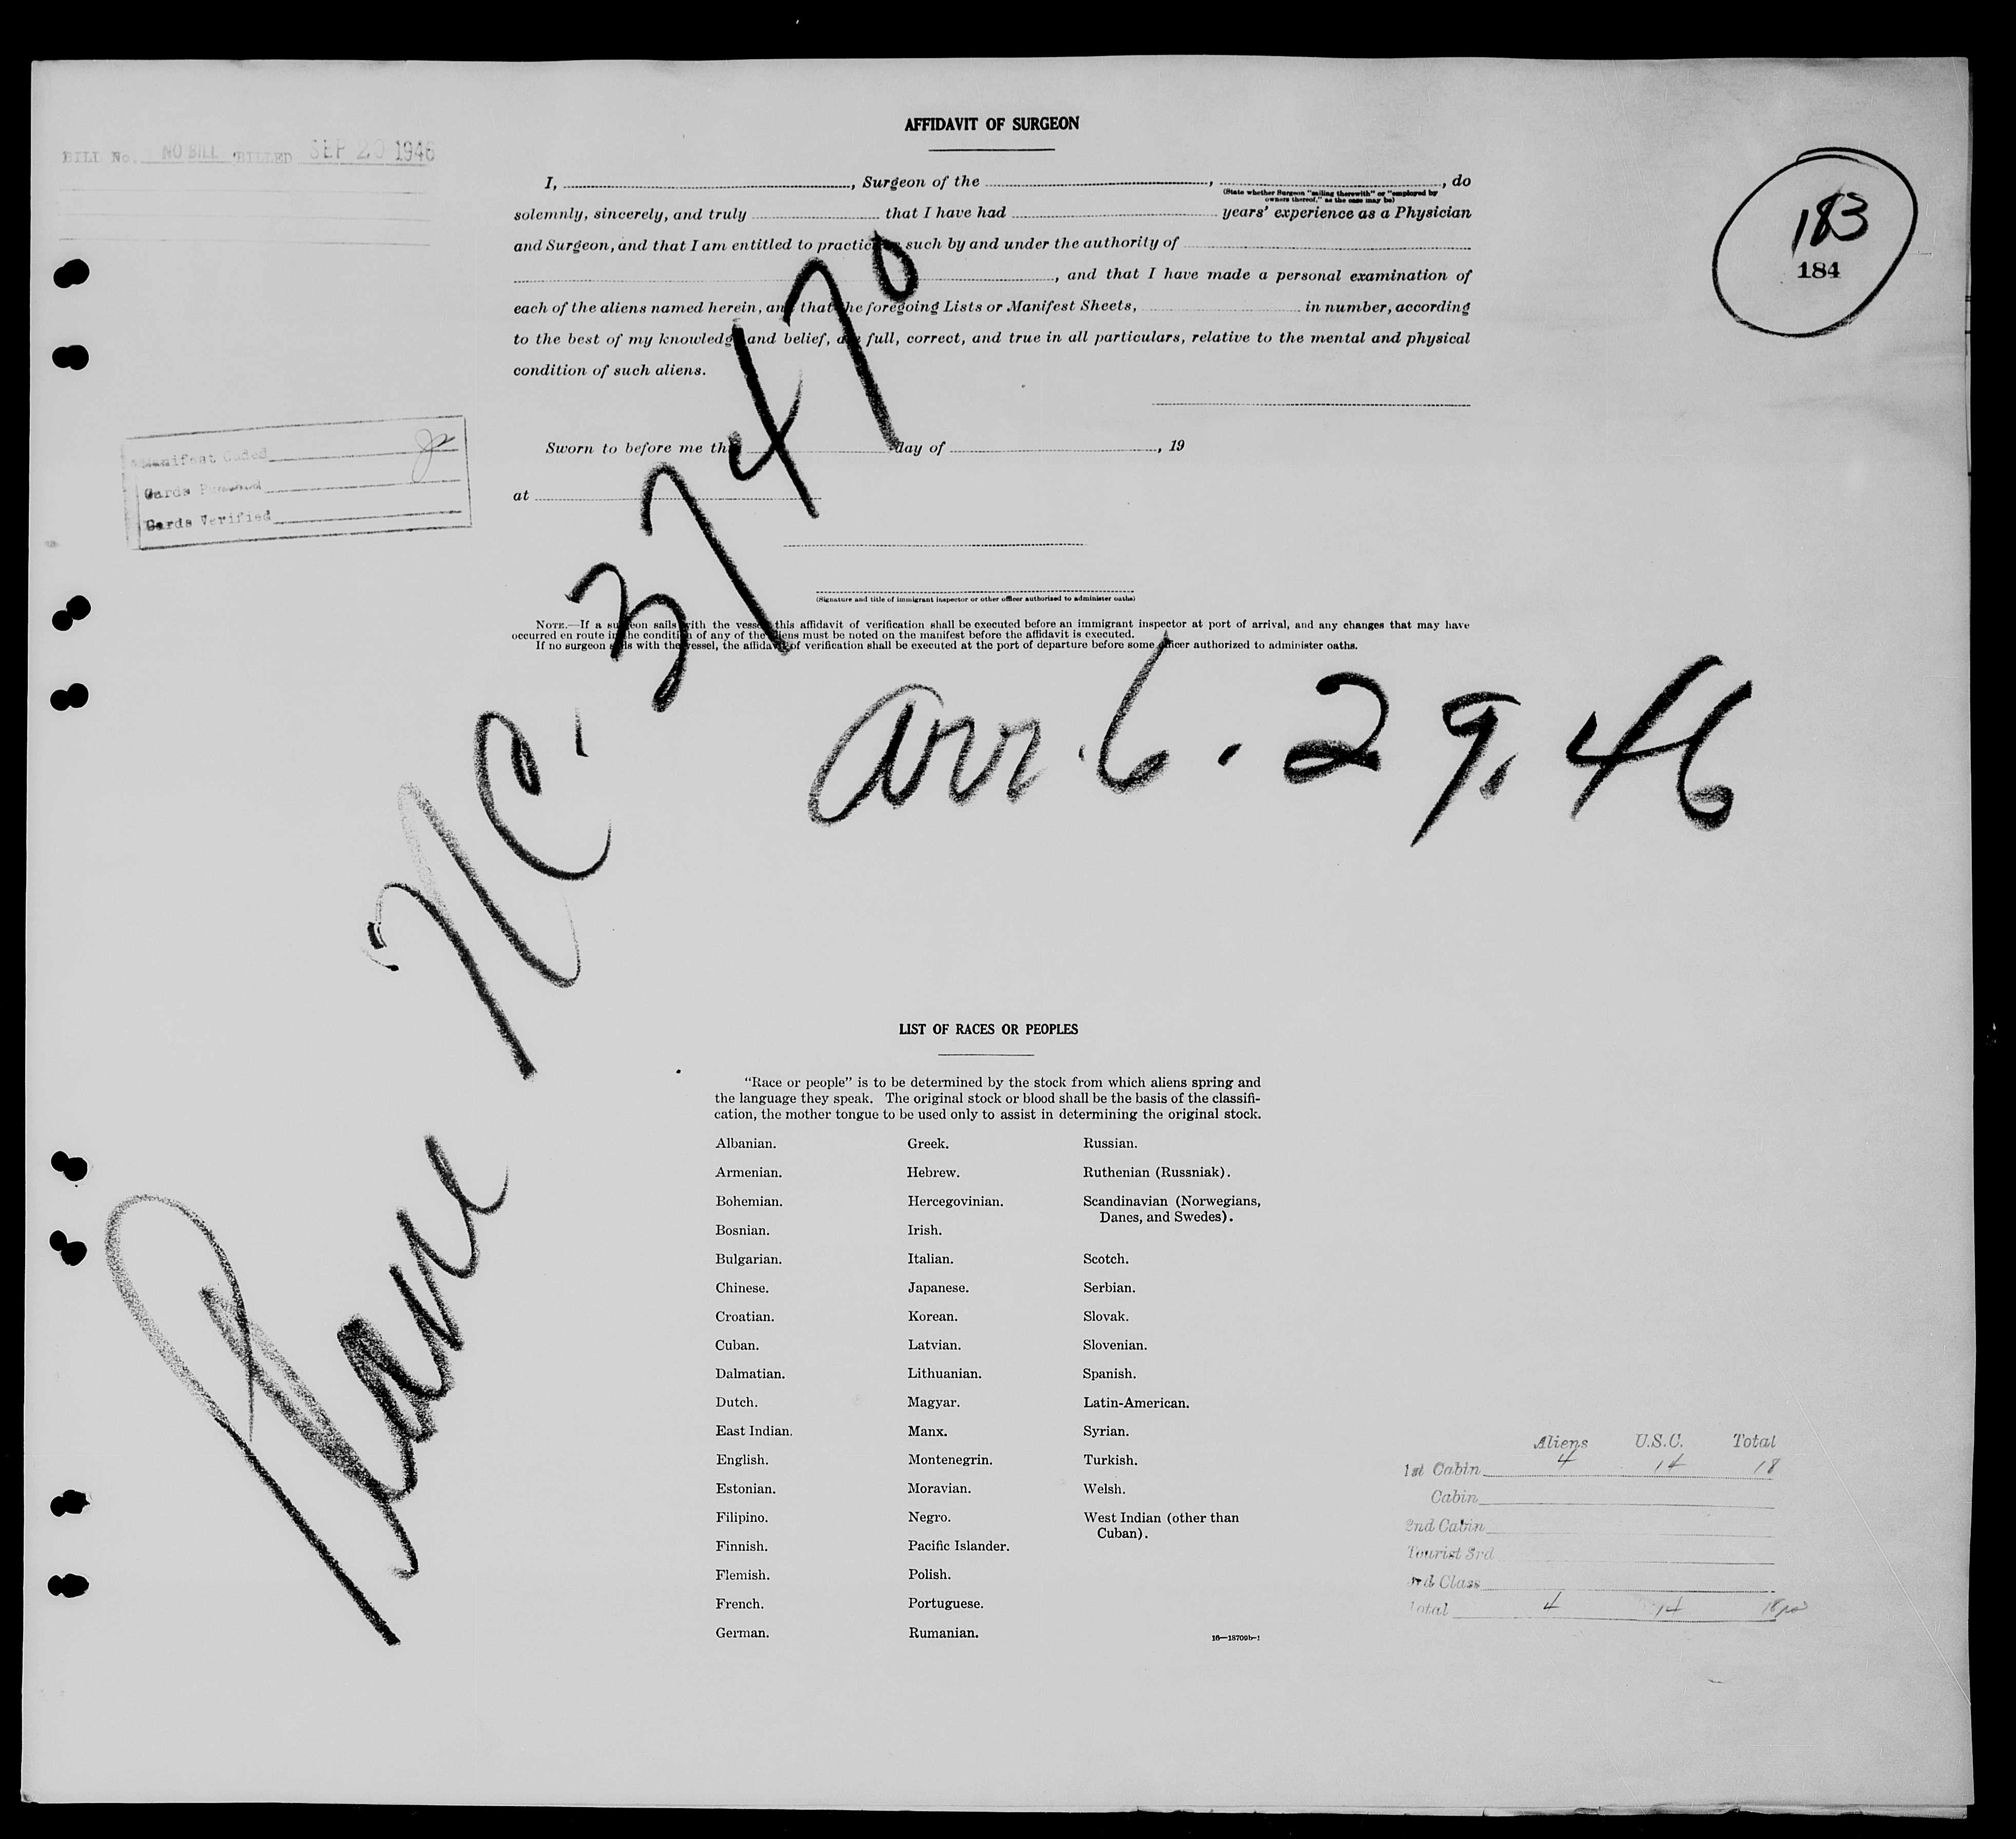 AFFIDAVIT OF SURGEON
BILL No. NO BILL BILLED SEP 20 1946
I, , Surgeon of the , , do
(State whether Surgeon "sailing therewith" or "employed by
owners thereof," as the case may be)
solemnly, sincerely, and truly that I have had years' experience as a Physician
and Surgeon, and that I am entitled to practice such by and under the authority of
, and that I have made a personal examination of
each of the aliens named herein, and that the foregoing Lists or Manifest Sheets, in number, according
to the best of my knowledge and belief, are full, correct, and true in all particulars, relative to the mental and physical
condition of such aliens.
183
184
Sworn to before me this day of , 19
at
Manifest Coded
Cards Punched
Cards Verified
(Signature and title of immigrant inspector or other officer authorized to administer oaths)
NOTE.—If a surgeon sails with the vessel this affidavit of verification shall be executed before an immigrant inspector at port of arrival, and any changes that may have
occurred en route in the condition of any of the aliens must be noted on the manifest before the affidavit is executed.
If no surgeon sails with the vessel, the affidavit of verification shall be executed at the port of departure before some officer authorized to administer oaths.
Plane NC. 37470
arr. 6. 29. 46
LIST OF RACES OR PEOPLES
"Race or people" is to be determined by the stock from which aliens spring and
the language they speak. The original stock or blood shall be the basis of the classifi-
cation, the mother tongue to be used only to assist in determining the original stock.
Albanian. Greek. Russian.
Armenian. Hebrew. Ruthenian (Russniak).
Bohemian. Hercegovinian. Scandinavian (Norwegians,
Danes, and Swedes).
Bosnian. Irish.
Bulgarian. Italian. Scotch.
Chinese. Japanese. Serbian.
Croatian. Korean. Slovak.
Cuban. Latvian. Slovenian.
Dalmatian. Lithuanian. Spanish.
Dutch. Magyar. Latin-American.
East Indian. Manx. Syrian.
English. Montenegrin. Turkish.
Estonian. Moravian. Welsh.
Filipino. Negro. West Indian (other than
Cuban).
Finnish. Pacific Islander.
Flemish. Polish.
French. Portuguese.
German. Rumanian.
16—18709b-1
Aliens U.S.C. Total
1st Cabin 4 14 18
Cabin
2nd Cabin
Tourist 3rd
3rd Class
Total 4 14 18